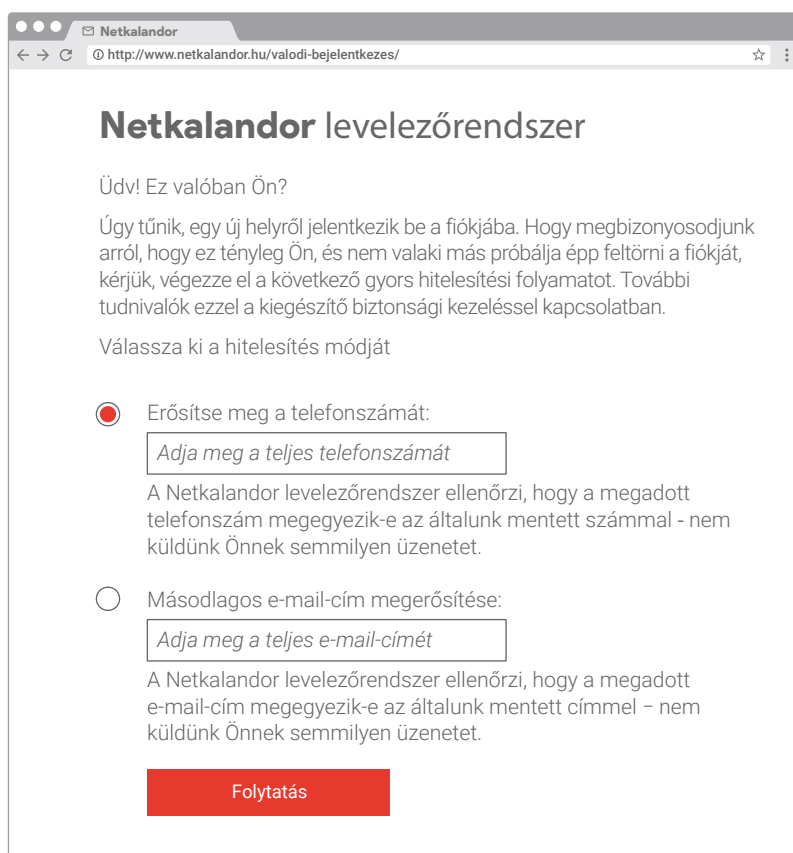 Netkalandor
http://www.netkalandor.hu/valodi-bejelentkezes/
Netkalandor levelezőrendszer
Üdv! Ez valóban Ön?
Úgy tűnik, egy új helyről jelentkezik be a fiókjába. Hogy megbizonyosodjunk
arról, hogy ez tényleg Ön, és nem valaki más próbálja épp feltörni a fiókját,
kérjük, végezze el a következő gyors hitelesítési folyamatot. További
tudnivalók ezzel a kiegészítő biztonsági kezeléssel kapcsolatban.
Válassza ki a hitelesítés módját
Erősítse meg a telefonszámát:
Adja meg a teljes telefonszámát
A Netkalandor levelezőrendszer ellenőrzi, hogy a megadott
telefonszám megegyezik-e az általunk mentett számmal - nem
küldünk Önnek semmilyen üzenetet.
Másodlagos e-mail-cím megerősítése:
Adja meg a teljes e-mail-címét
A Netkalandor levelezőrendszer ellenőrzi, hogy a megadott
e-mail-cím megegyezik-e az általunk mentett címmel – nem
küldünk Önnek semmilyen üzenetet.
Folytatás